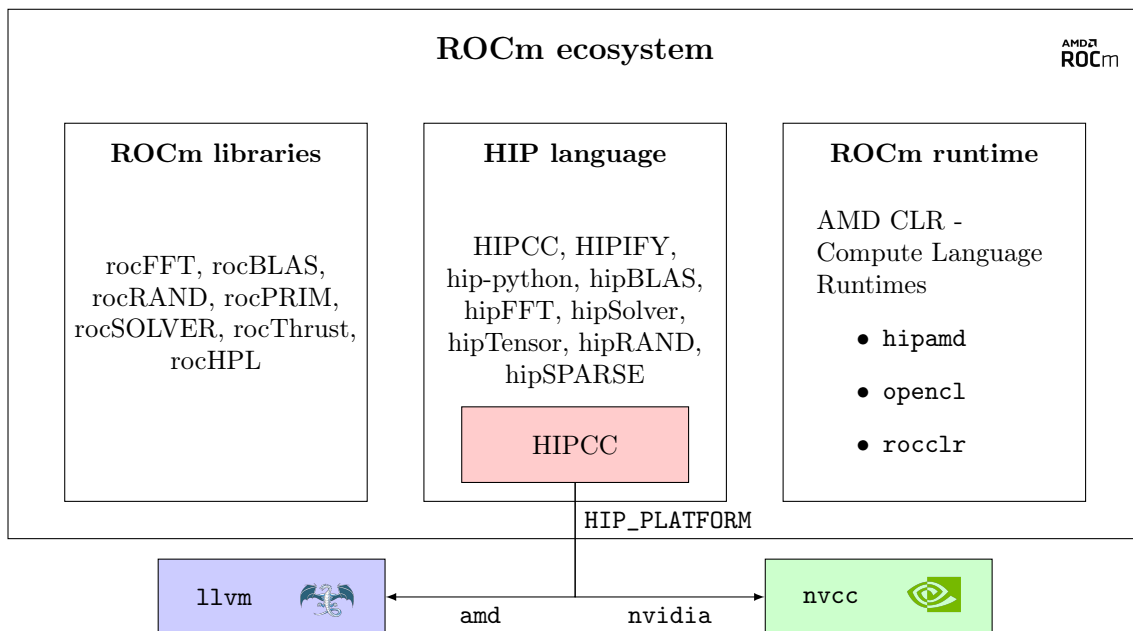 ROCm ecosystem
AMD
ROCm
ROCm libraries
rocFFT, rocBLAS,
rocRAND, rocPRIM,
rocSOLVER, rocThrust,
rocHPL
HIP language
HIPCC, HIPIFY,
hip-python, hipBLAS,
hipFFT, hipSolver,
hipTensor, hipRAND,
hipSPARSE
HIPCC
ROCm runtime
AMD CLR -
Compute Language
Runtimes
• hipamd
• opencl
• rocclr
HIP_PLATFORM
llvm
amd
nvidia
nvcc